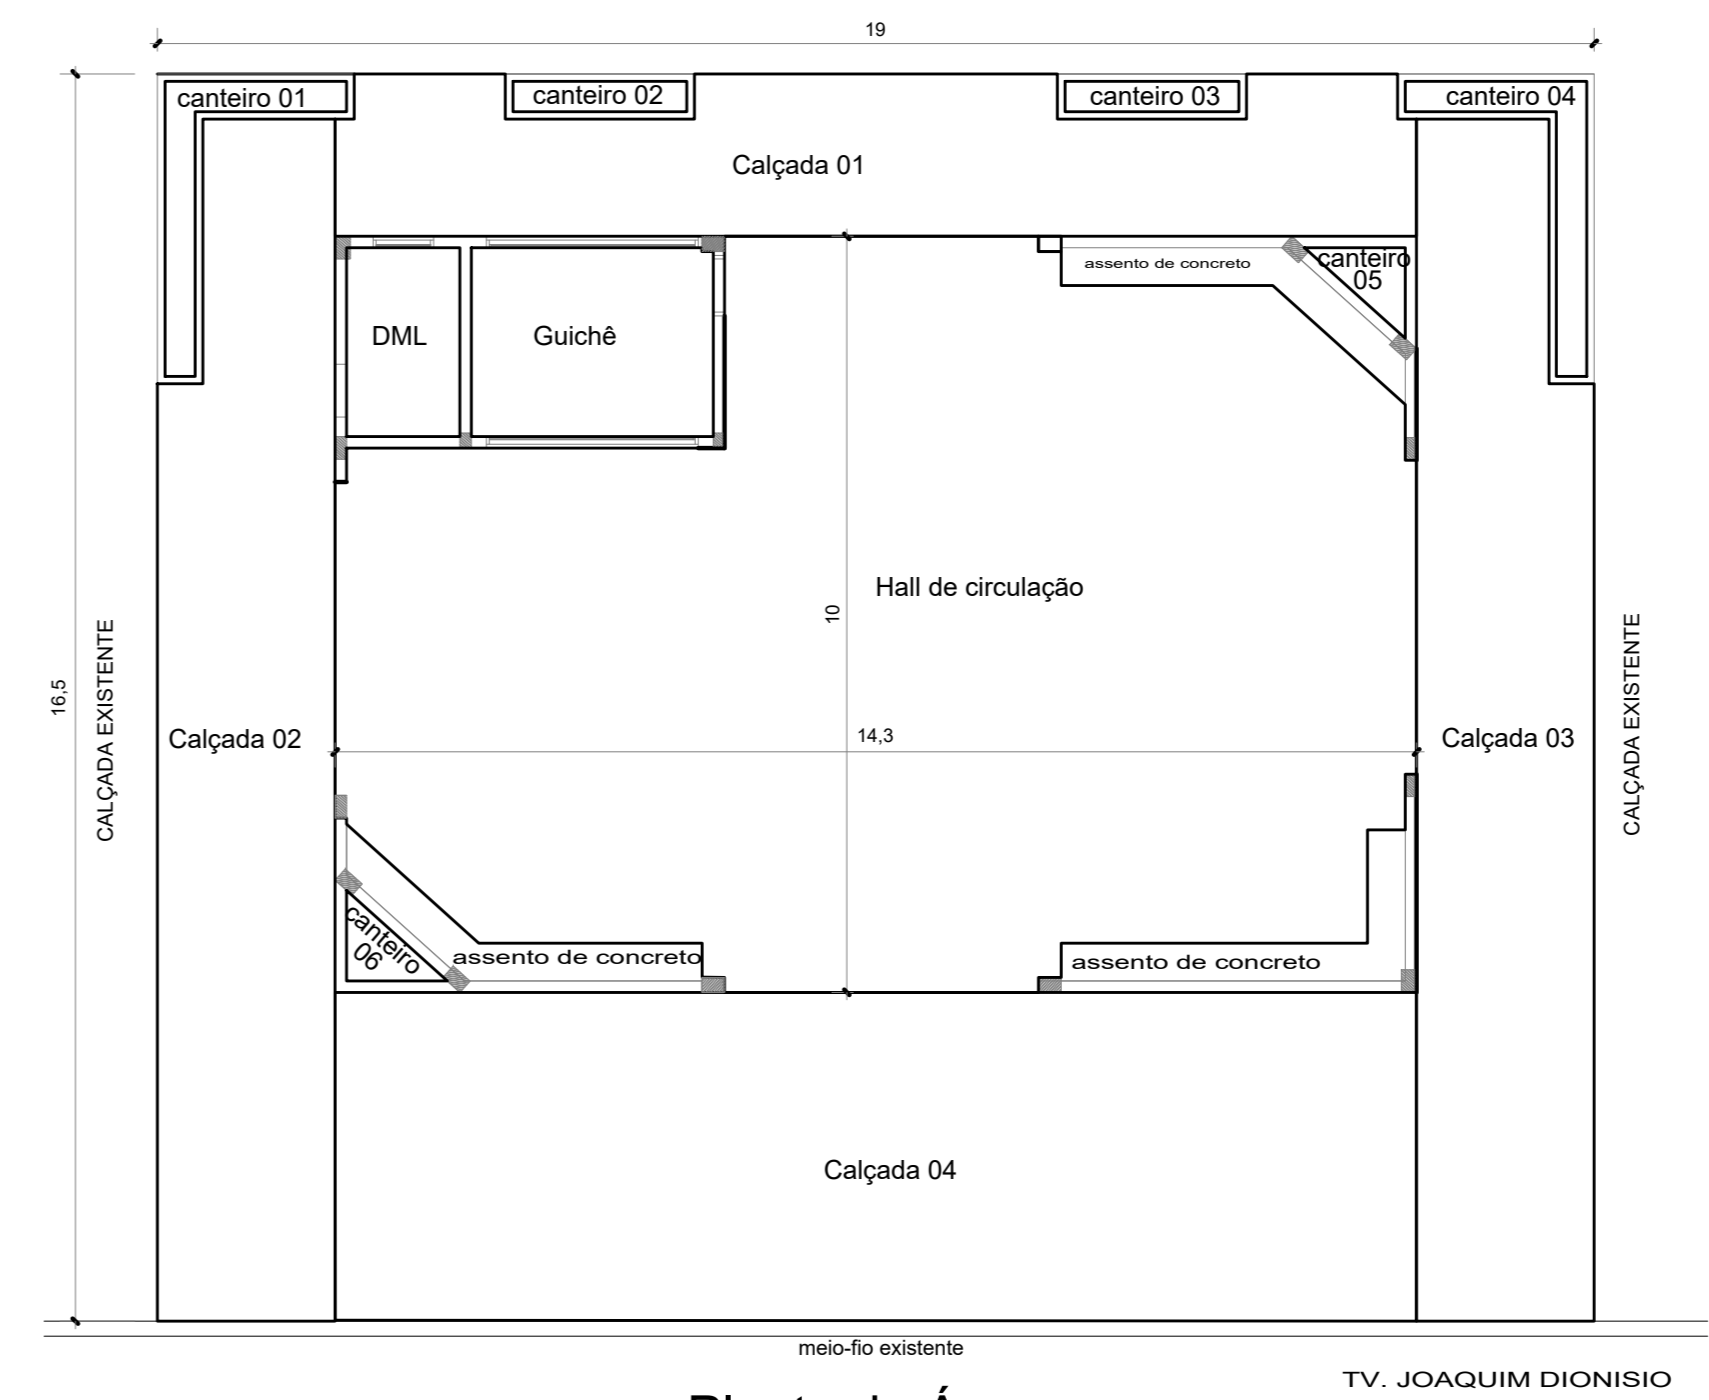 19
canteiro 01
canteiro 02
canteiro 03
canteiro 04
Calçada 01
assento de concreto
canteiro
05
DML
Guichê
Hall de circulação
10
16,5
CALÇADA EXISTENTE
CALÇADA EXISTENTE
Calçada 02
14,3
Calçada 03
canteiro
06
assento de concreto
assento de concreto
Calçada 04
meio-fio existente
TV. JOAQUIM DIONISIO